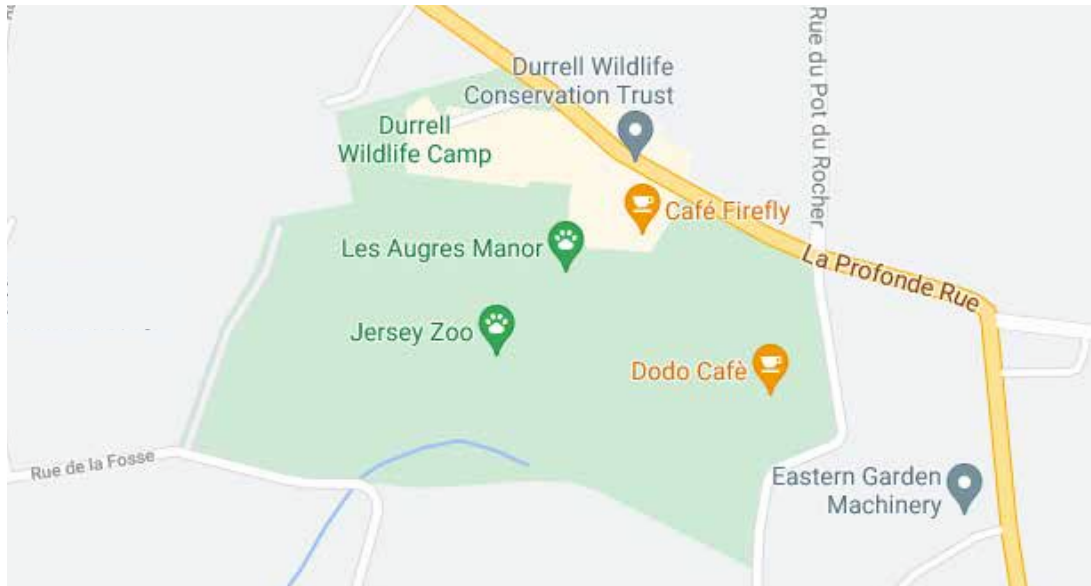 Durrell Wildlife
Conservation Trust
Rue du Pot du Rocher
Durrell
Wildlife Camp
Café Firefly
Les Augres Manor
La Profonde Rue
Jersey Zoo
Dodo Cafè
Rue de la Fosse
Eastern Garden
Machinery